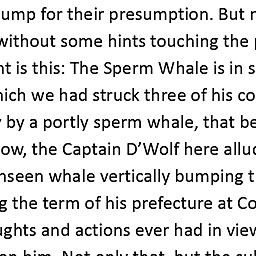 ump for their presumption. But
without some hints touching the
nt is this: The Sperm Whale is in s
hich we had struck three of his co
by a portly sperm whale, that be
ow, the Captain D’Wolf here allu
nseen whale vertically bumping t
g the term of his prefecture at Co
ughts and actions ever had in view
him. Not only that, but the